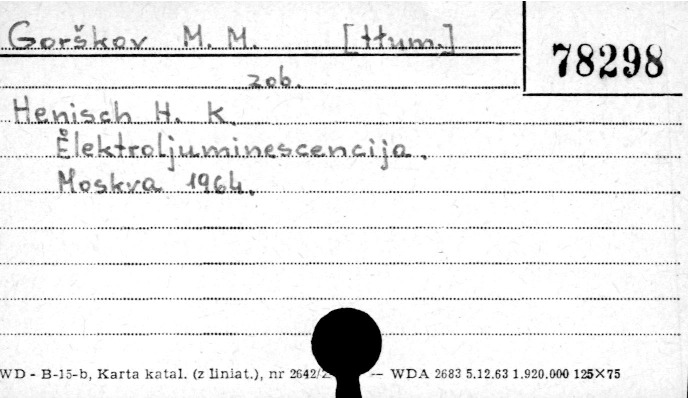 Gorškov M. M. [tłum.]
78298
zob.
Henisch H. K.
Èlektroljuminescencija.
Moskva 1964.
WD - B-15-b, Karta katal. (z liniat.), nr 2642/2 — WDA 2683 5.12.63 1.920.000 125×75